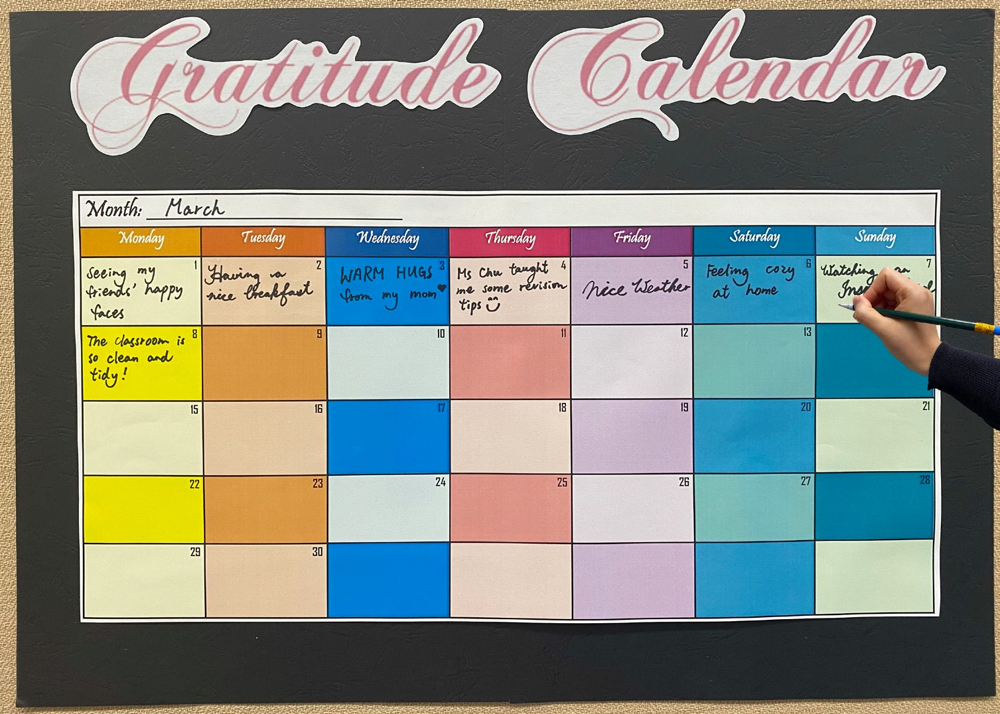 Gratitude Calendar
Month: March
Monday Tuesday Wednesday Thursday Friday Saturday Sunday
1
Seeing my
friends' happy
faces
2
Having a
nice breakfast
3
WARM HUGS
from my mom♥
4
Ms Chu taught
me some revision
tips
5
Nice Weather
6
Feeling cozy
at home
7
Watching an
8
The classroom is
so clean and
tidy!
9
10
11
12
13
15
16
17
18
19
20
21
22
23
24
25
26
27
28
29
30